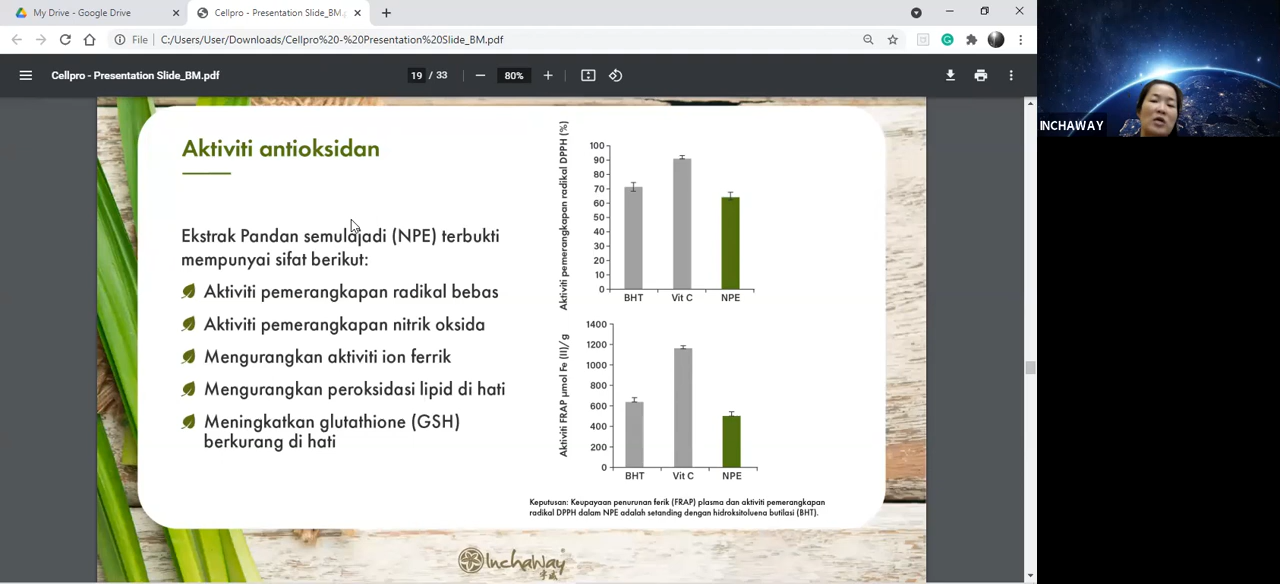 My Drive - Google Drive
Cellpro - Presentation Slide_BM.
File | C:/Users/User/Downloads/Cellpro%20-%20Presentation%20Slide_BM.pdf
Cellpro - Presentation Slide_BM.pdf
19 / 33
80%
INCHAWAY
Aktiviti antioksidan
Ekstrak Pandan semulajadi (NPE) terbukti
mempunyai sifat berikut:
Aktiviti pemerangkapan radikal bebas
Aktiviti pemerangkapan nitrik oksida
Mengurangkan aktiviti ion ferrik
Mengurangkan peroksidasi lipid di hati
Meningkatkan glutathione (GSH)
berkurang di hati
Aktiviti pemerangkapan radikal DPPH (%)
100
90
80
70
60
50
40
30
20
10
0
BHT Vit C NPE
Aktiviti FRAP µmol Fe (II)/g
1400
1200
1000
800
600
400
200
0
BHT Vit C NPE
Keputusan: Keupayaan penurunan ferik (FRAP) plasma dan aktiviti pemerangkapan
radikal DPPH dalam NPE adalah setanding dengan hidroksitoluena butilasi (BHT).
InchaWay